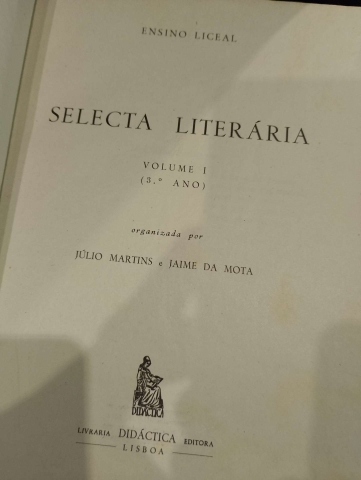 ENSINO LICEAL
SELECTA LITERÁRIA
VOLUME I
(3.º ANO)
organizada por
JÚLIO MARTINS e JAIME DA MOTA
DIDÁCTICA
LIVRARIA DIDÁCTICA EDITORA
LISBOA